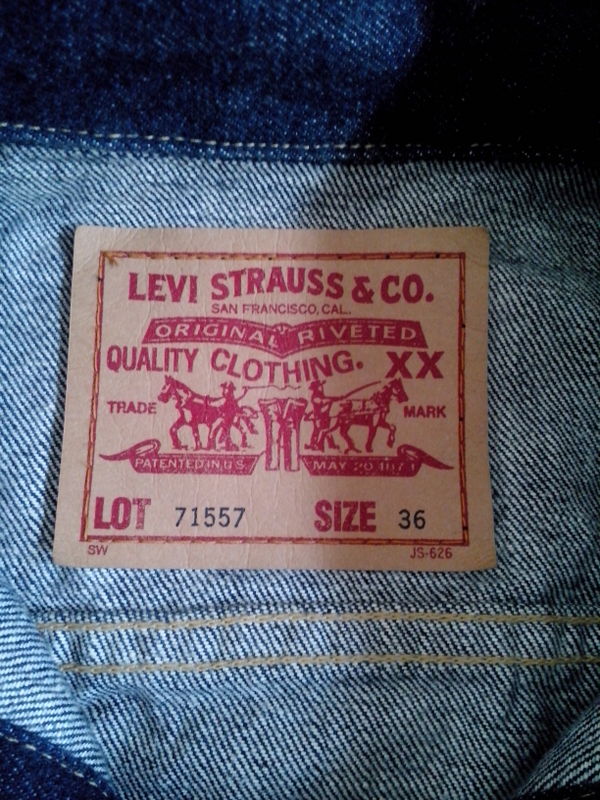 LEVI STRAUSS & CO.
SAN FRANCISCO, CAL.
ORIGINAL RIVETED
QUALITY CLOTHING. XX
TRADE MARK
PATENTED IN U.S. MAY 20 1873
LOT 71557 SIZE 36
SW JS-626